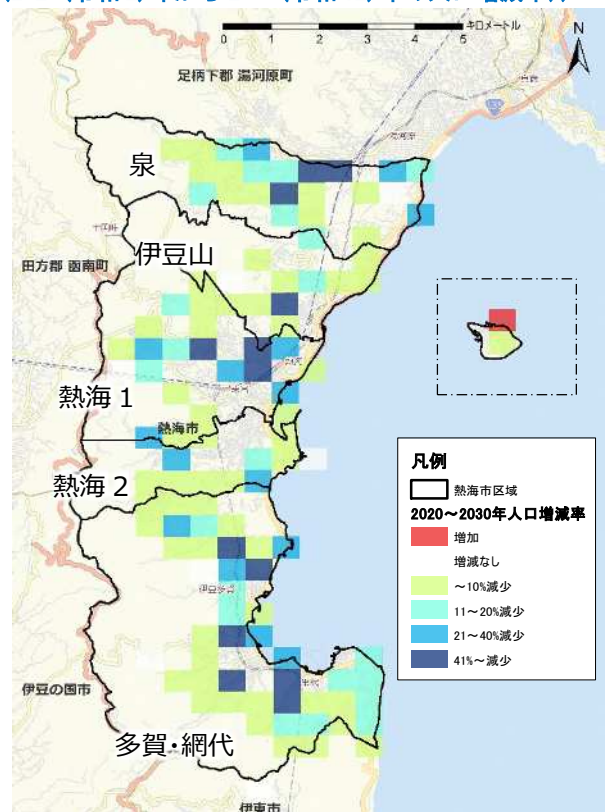 0 1 2 3 4 5 キロメートル
N
足柄下郡 湯河原町
泉
伊豆山
田方郡 函南町
熱海 1
熱海市
熱海 2
伊豆多賀
伊豆の国市
多賀・網代
伊東市
凡例
熱海市区域
2020～2030年人口増減率
増加
増減なし
～10%減少
11～20%減少
21～40%減少
41%～減少